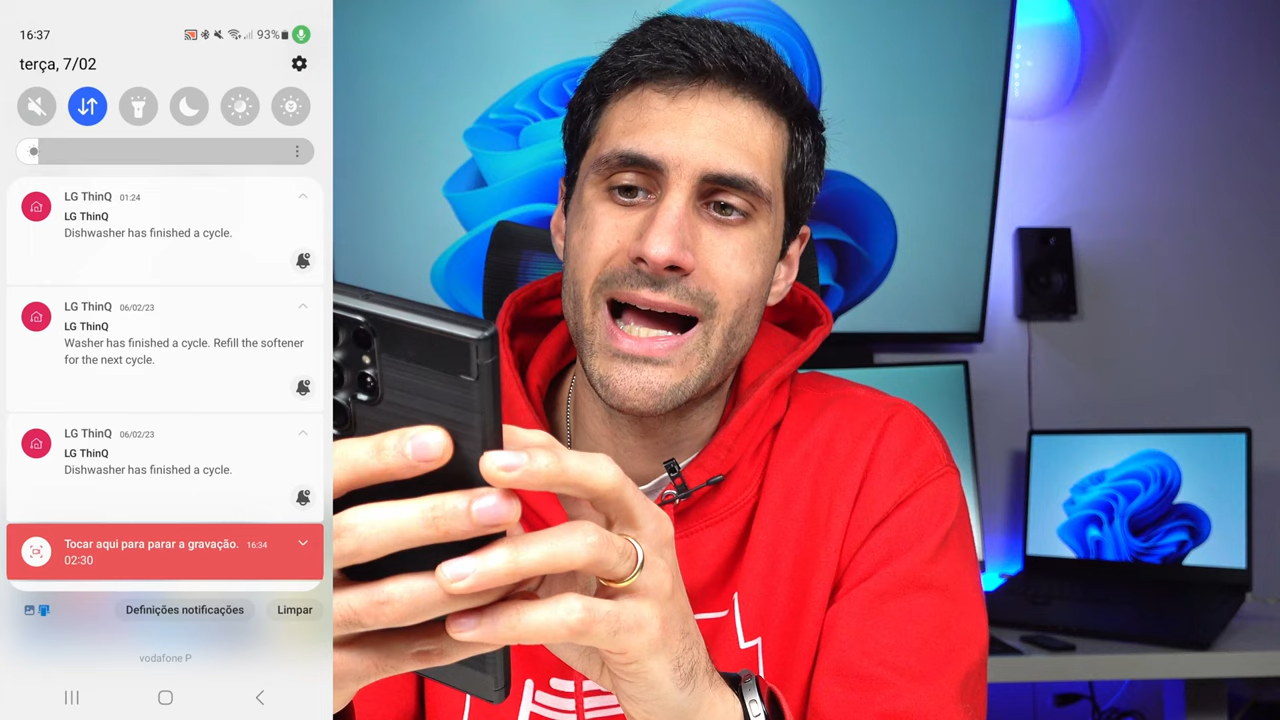 16:37
93%
terça, 7/02
LG ThinQ 01:24
LG ThinQ
Dishwasher has finished a cycle.
LG ThinQ 06/02/23
LG ThinQ
Washer has finished a cycle. Refill the softener
for the next cycle.
LG ThinQ 06/02/23
LG ThinQ
Dishwasher has finished a cycle.
Tocar aqui para parar a gravação. 16:34
02:30
Definições notificações
Limpar
vodafone P